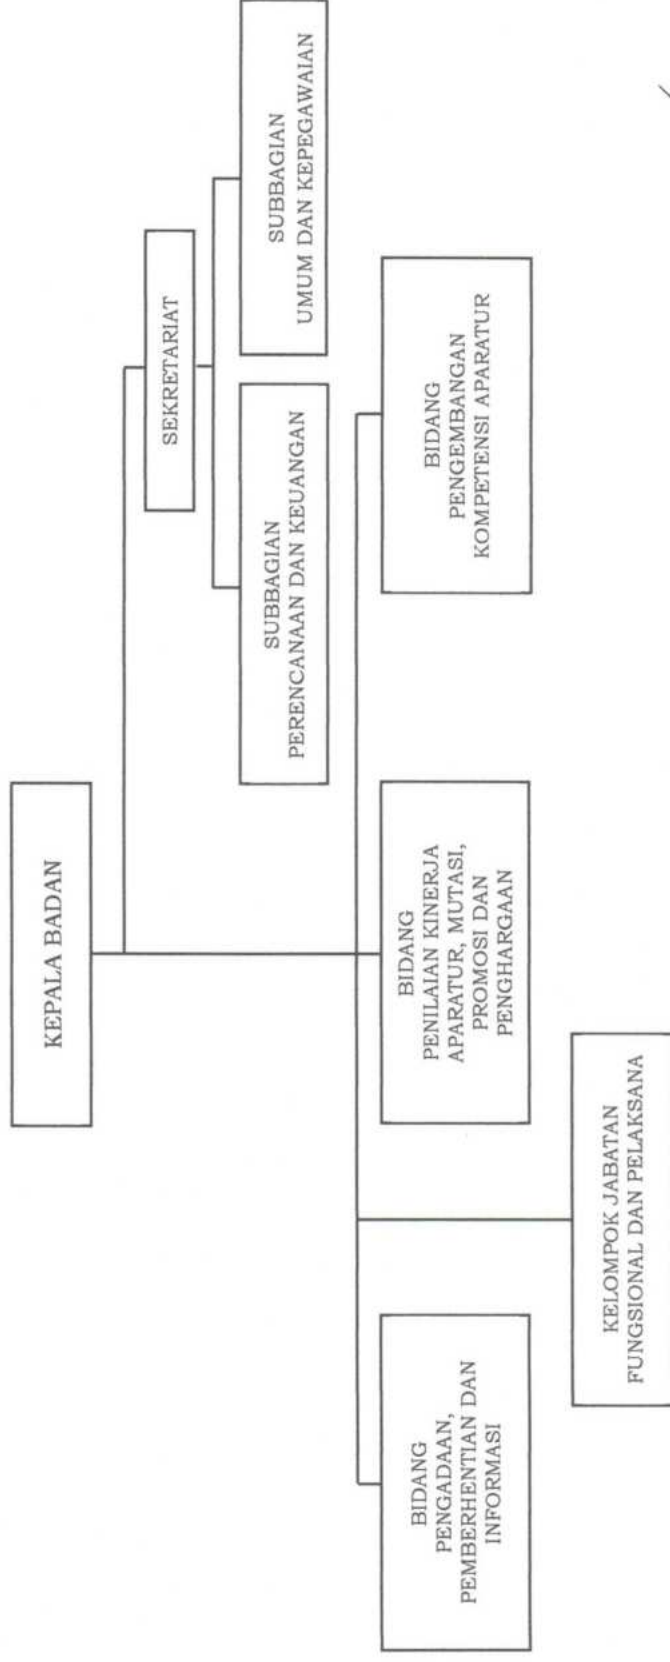 KEPALA BADAN
SEKRETARIAT
SUBBAGIAN
PERENCANAAN DAN KEUANGAN
SUBBAGIAN
UMUM DAN KEPEGAWAIAN
BIDANG
PENGADAAN,
PEMBERHENTIAN DAN
INFORMASI
BIDANG
PENILAIAN KINERJA
APARATUR, MUTASI,
PROMOSI DAN
PENGHARGAAN
BIDANG
PENGEMBANGAN
KOMPETENSI APARATUR
KELOMPOK JABATAN
FUNGSIONAL DAN PELAKSANA